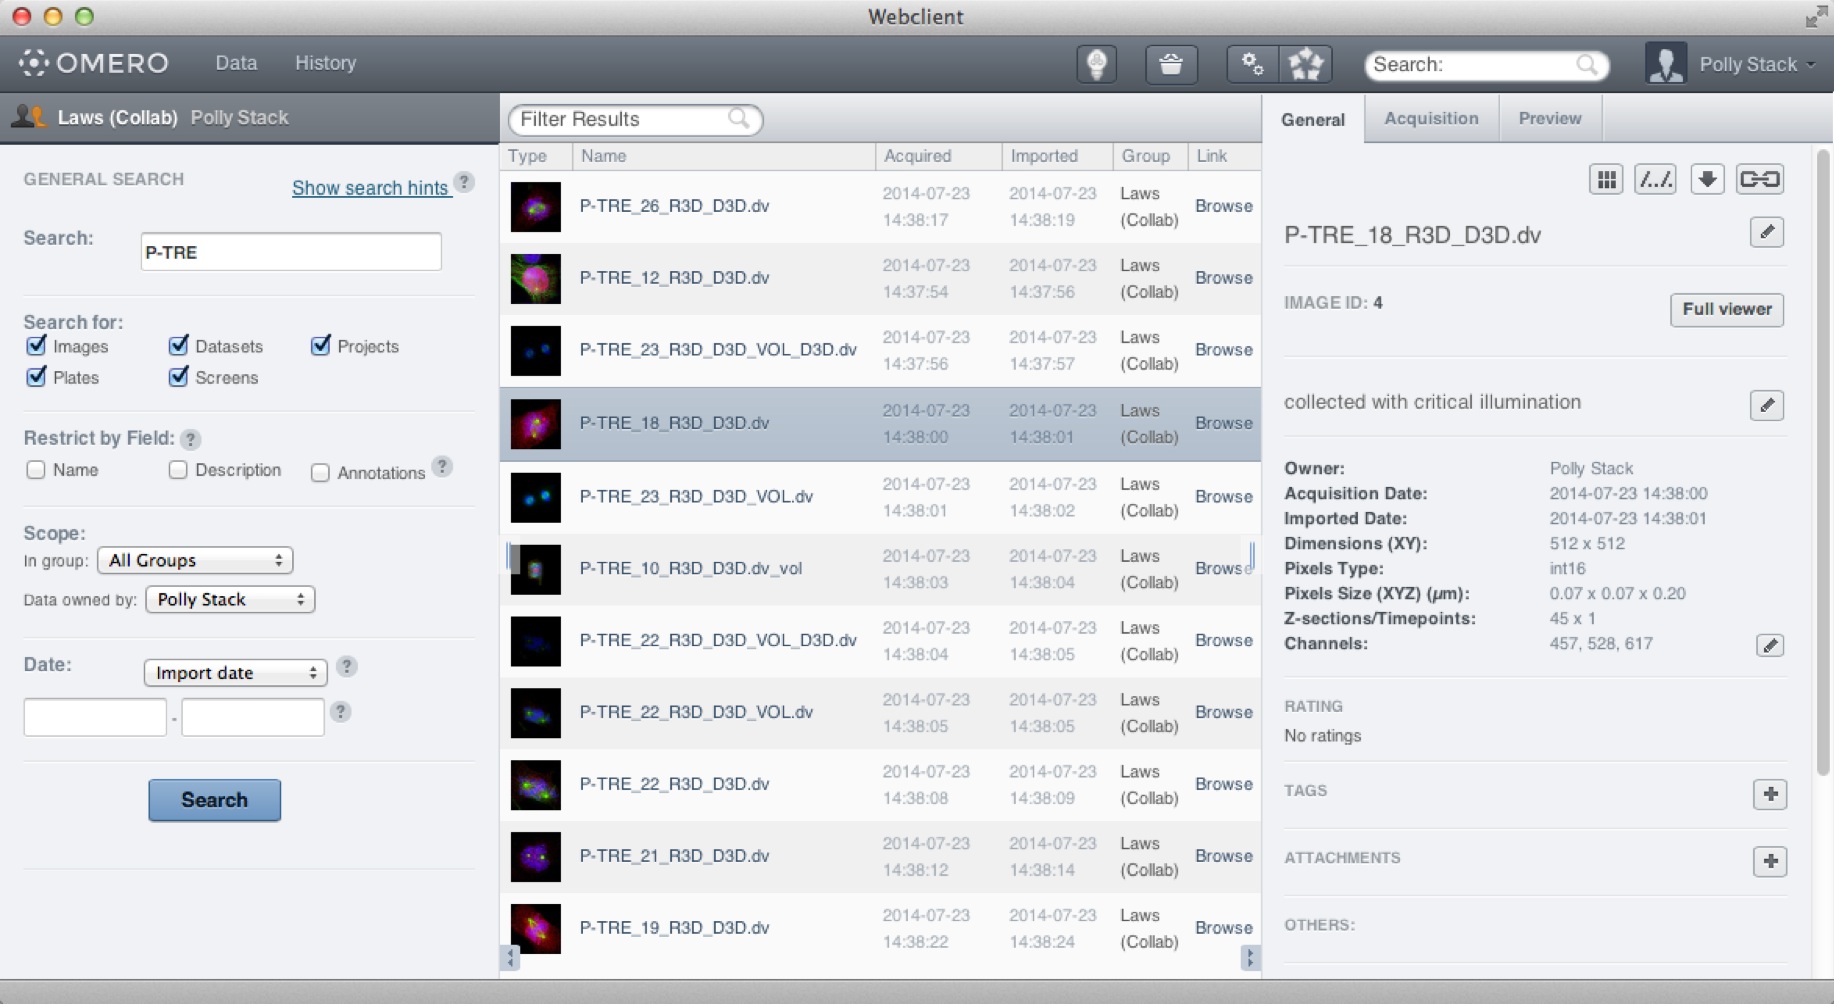 Webclient
OMERO Data History Search: Polly Stack
Laws (Collab) Polly Stack
GENERAL SEARCH
Show search hints ?
Search: P-TRE
Search for:
Images Datasets Projects
Plates Screens
Restrict by Field: ?
Name Description Annotations ?
Scope:
In group: All Groups
Data owned by: Polly Stack
Date: Import date ?
- ?
Search
Filter Results
Type Name Acquired Imported Group Link
P-TRE_26_R3D_D3D.dv 2014-07-23 14:38:17 2014-07-23 14:38:19 Laws (Collab) Browse
P-TRE_12_R3D_D3D.dv 2014-07-23 14:37:54 2014-07-23 14:37:56 Laws (Collab) Browse
P-TRE_23_R3D_D3D_VOL_D3D.dv 2014-07-23 14:37:56 2014-07-23 14:37:57 Laws (Collab) Browse
P-TRE_18_R3D_D3D.dv 2014-07-23 14:38:00 2014-07-23 14:38:01 Laws (Collab) Browse
P-TRE_23_R3D_D3D_VOL.dv 2014-07-23 14:38:01 2014-07-23 14:38:02 Laws (Collab) Browse
P-TRE_10_R3D_D3D.dv_vol 2014-07-23 14:38:03 2014-07-23 14:38:04 Laws (Collab) Browse
P-TRE_22_R3D_D3D_VOL_D3D.dv 2014-07-23 14:38:04 2014-07-23 14:38:05 Laws (Collab) Browse
P-TRE_22_R3D_D3D_VOL.dv 2014-07-23 14:38:05 2014-07-23 14:38:05 Laws (Collab) Browse
P-TRE_22_R3D_D3D.dv 2014-07-23 14:38:08 2014-07-23 14:38:09 Laws (Collab) Browse
P-TRE_21_R3D_D3D.dv 2014-07-23 14:38:12 2014-07-23 14:38:14 Laws (Collab) Browse
P-TRE_19_R3D_D3D.dv 2014-07-23 14:38:22 2014-07-23 14:38:24 Laws (Collab) Browse
General Acquisition Preview
/../.
P-TRE_18_R3D_D3D.dv
IMAGE ID: 4 Full viewer
collected with critical illumination
Owner: Polly Stack
Acquisition Date: 2014-07-23 14:38:00
Imported Date: 2014-07-23 14:38:01
Dimensions (XY): 512 x 512
Pixels Type: int16
Pixels Size (XYZ) (µm): 0.07 x 0.07 x 0.20
Z-sections/Timepoints: 45 x 1
Channels: 457, 528, 617
RATING
No ratings
TAGS +
ATTACHMENTS +
OTHERS: